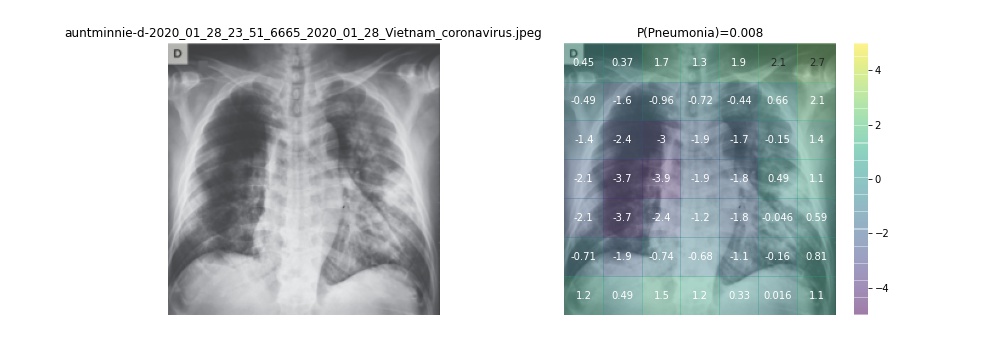 auntminnie-d-2020_01_28_23_51_6665_2020_01_28_Vietnam_coronavirus.jpeg
P(Pneumonia)=0.008
D
D
0.45 0.37 1.7 1.3 1.9 2.1 2.7
-0.49 -1.6 -0.96 -0.72 -0.44 0.66 2.1
-1.4 -2.4 -3 -1.9 -1.7 -0.15 1.4
-2.1 -3.7 -3.9 -1.9 -1.8 0.49 1.1
-2.1 -3.7 -2.4 -1.2 -1.8 -0.046 0.59
-0.71 -1.9 -0.74 -0.68 -1.1 -0.16 0.81
1.2 0.49 1.5 1.2 0.33 0.016 1.1
4
2
0
−2
−4